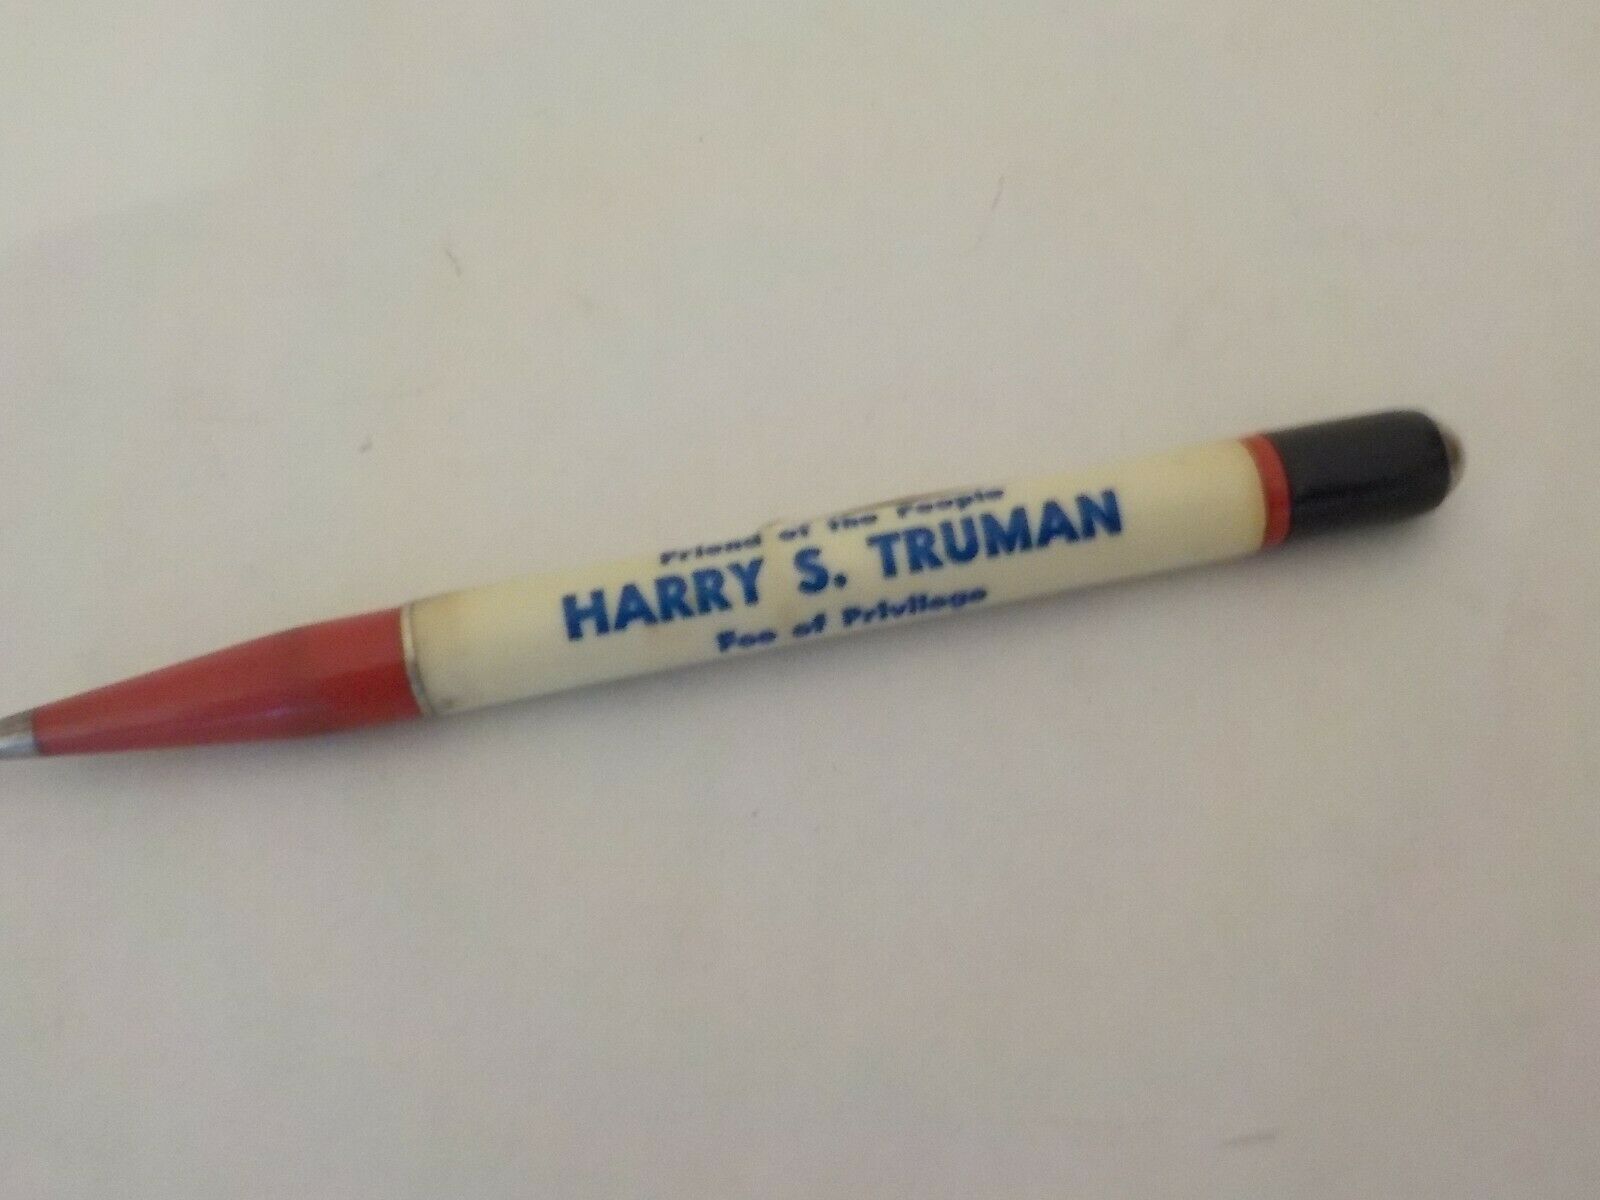 Friend of the People
HARRY S. TRUMAN
Foe of Privilege